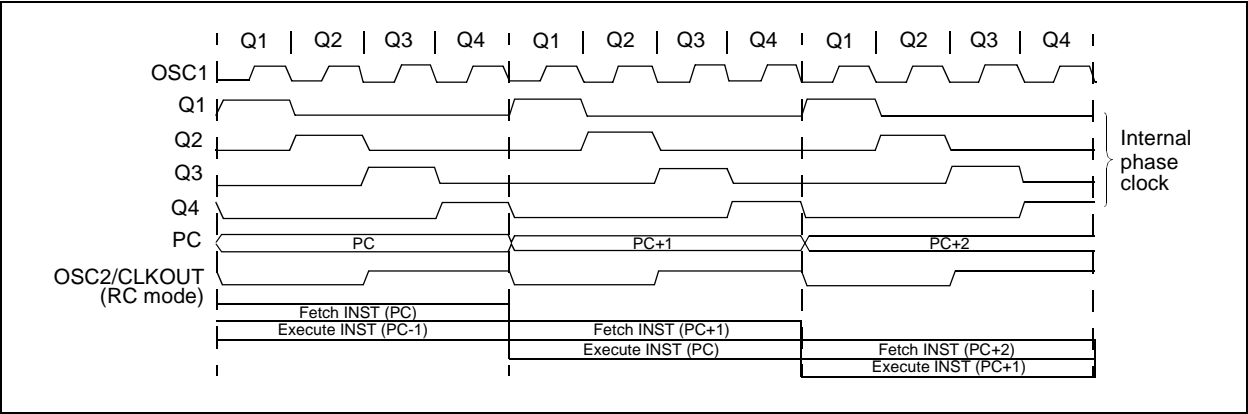 Q1 Q2 Q3 Q4 Q1 Q2 Q3 Q4 Q1 Q2 Q3 Q4
OSC1
Q1
Q2
Q3
Q4
PC
PC PC+1 PC+2
OSC2/CLKOUT
(RC mode)
Internal
phase
clock
Fetch INST (PC)
Execute INST (PC-1) Fetch INST (PC+1)
Execute INST (PC) Fetch INST (PC+2)
Execute INST (PC+1)